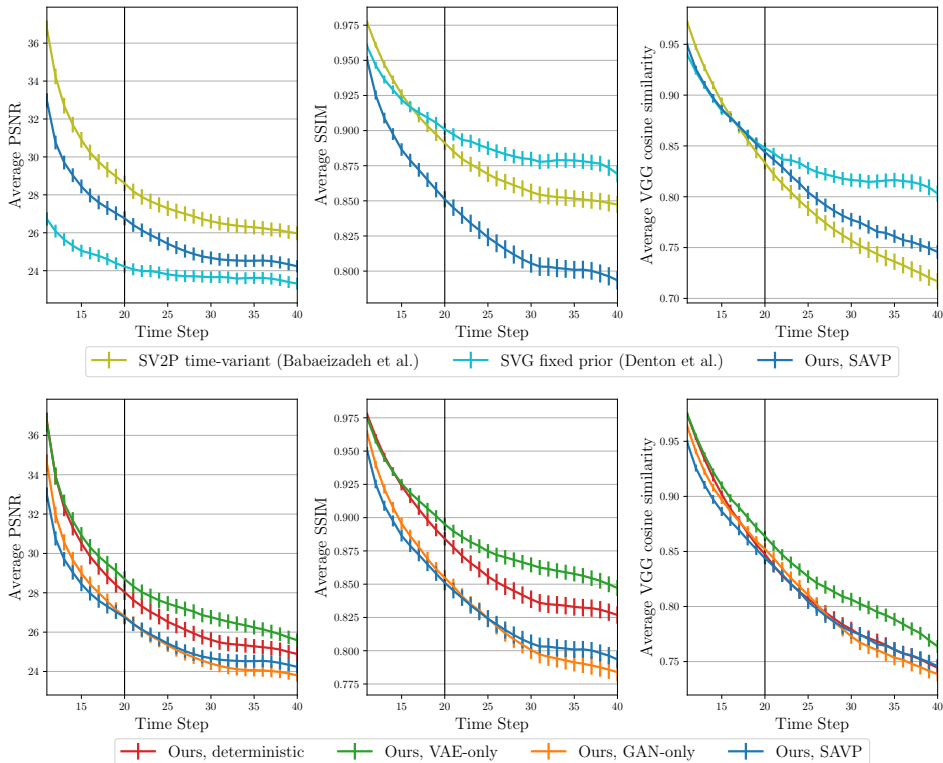 36
34
32
30
28
26
24
15 20 25 30 35 40
Time Step
Average PSNR
0.975
0.950
0.925
0.900
0.875
0.850
0.825
0.800
15 20 25 30 35 40
Time Step
Average SSIM
0.95
0.90
0.85
0.80
0.75
0.70
15 20 25 30 35 40
Time Step
Average VGG cosine similarity
SV2P time-variant (Babaeizadeh et al.) SVG fixed prior (Denton et al.) Ours, SAVP
36
34
32
30
28
26
24
15 20 25 30 35 40
Time Step
Average PSNR
0.975
0.950
0.925
0.900
0.875
0.850
0.825
0.800
0.775
15 20 25 30 35 40
Time Step
Average SSIM
0.95
0.90
0.85
0.80
0.75
15 20 25 30 35 40
Time Step
Average VGG cosine similarity
Ours, deterministic Ours, VAE-only Ours, GAN-only Ours, SAVP